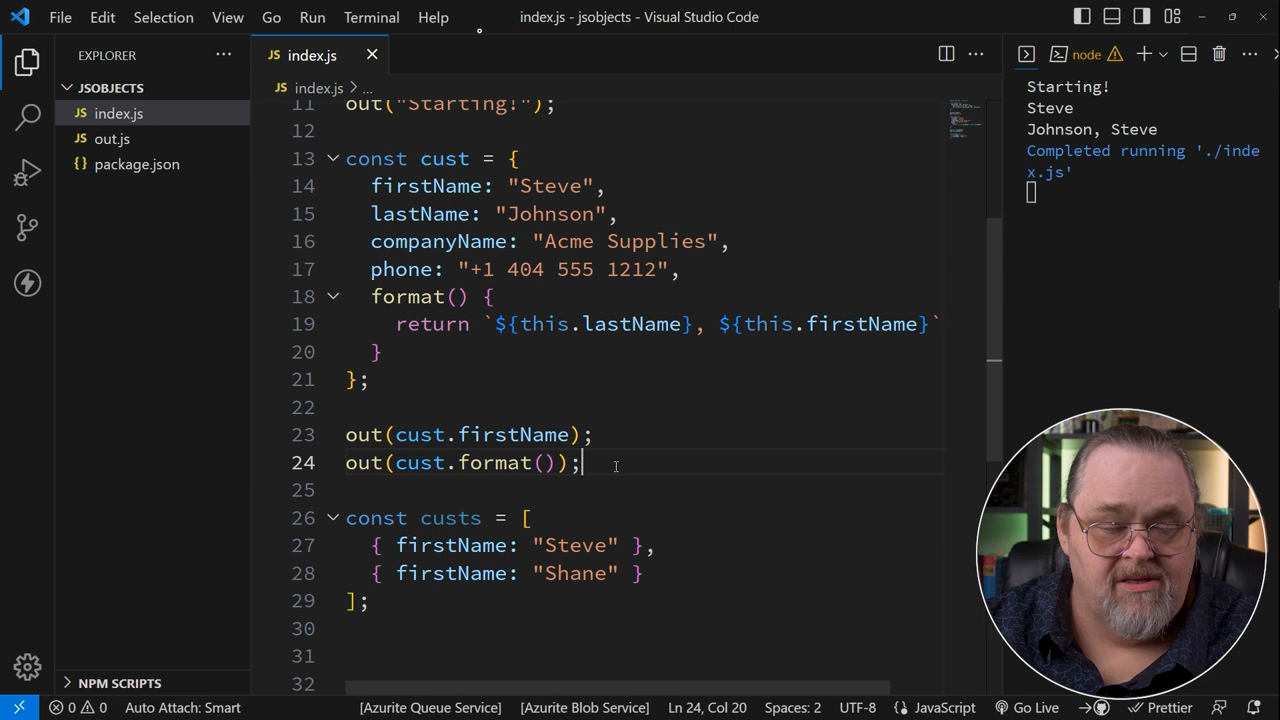 File Edit Selection View Go Run Terminal Help
index.js - jsobjects - Visual Studio Code
EXPLORER
JSOBJECTS
JS index.js
JS out.js
{} package.json
NPM SCRIPTS
JS index.js
JS index.js > ...
11 out("Starting!");
12
13 const cust = {
14 firstName: "Steve",
15 lastName: "Johnson",
16 companyName: "Acme Supplies",
17 phone: "+1 404 555 1212",
18 format() {
19 return `${this.lastName}, ${this.firstName}`
20 }
21 };
22
23 out(cust.firstName);
24 out(cust.format());
25
26 const custs = [
27 { firstName: "Steve" },
28 { firstName: "Shane" }
29 ];
30
31
32
node
Starting!
Steve
Johnson, Steve
Completed running './inde
x.js'
0 0 Auto Attach: Smart [Azurite Queue Service] [Azurite Blob Service] Ln 24, Col 20 Spaces: 2 UTF-8 {} JavaScript Go Live Prettier